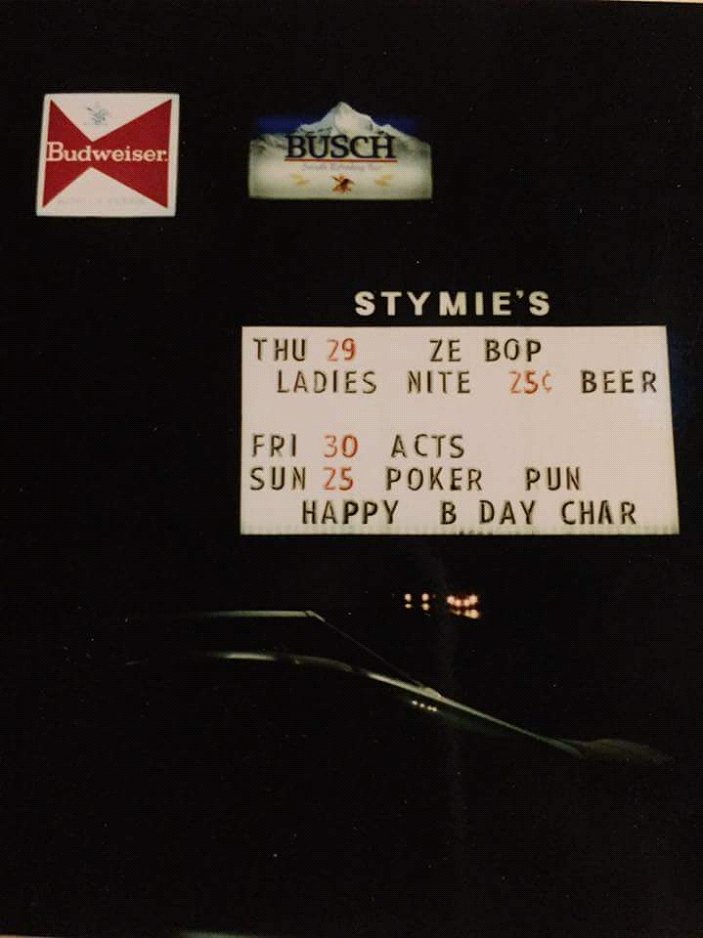 Budweiser.
BUSCH
STYMIE'S
THU 29 ZE BOP
LADIES NITE 25¢ BEER
FRI 30 ACTS
SUN 25 POKER PUN
HAPPY B DAY CHAR